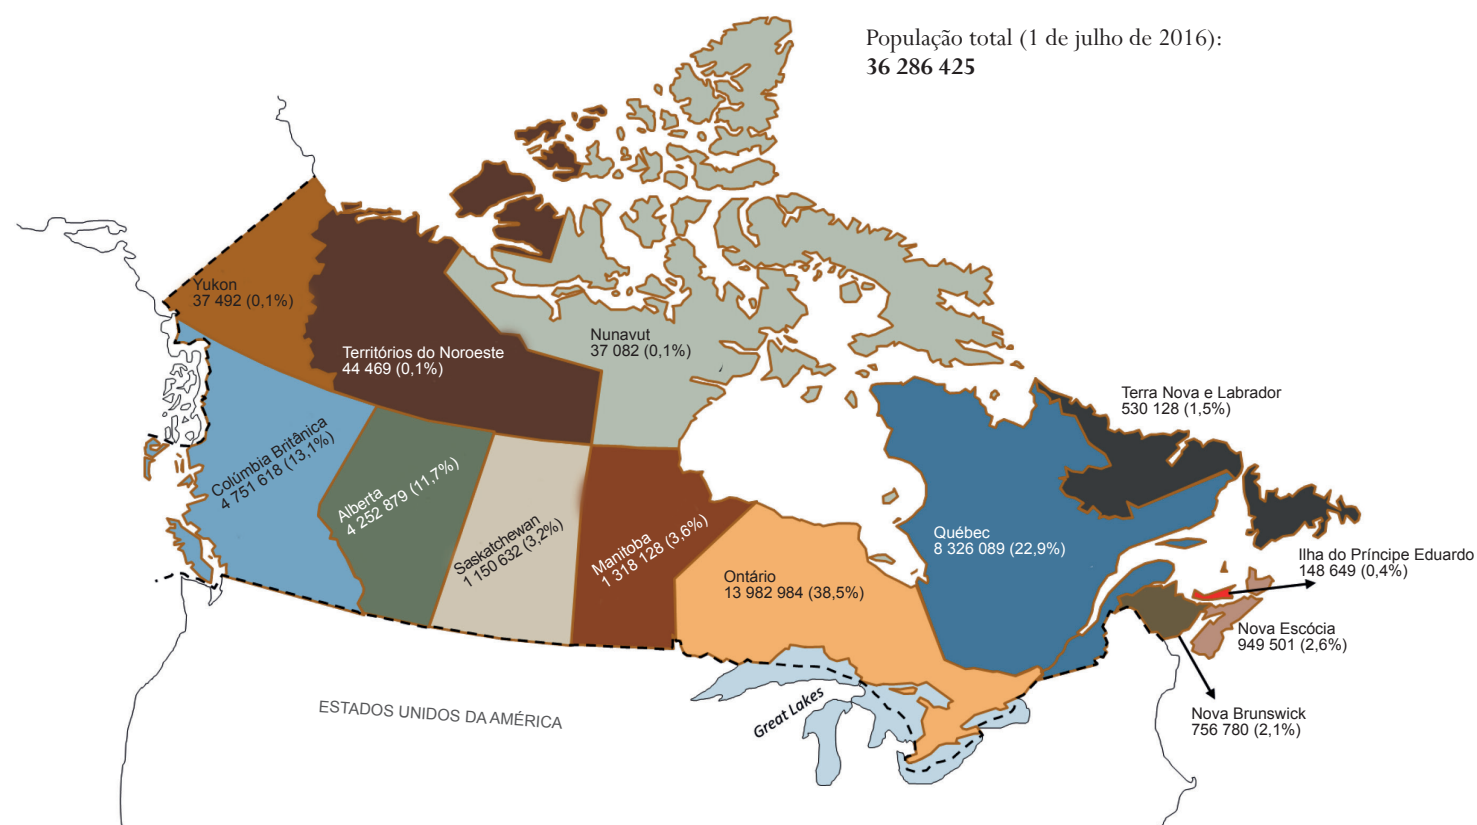 População total (1 de julho de 2016):
36 286 425
Yukon
37 492 (0,1%)
Territórios do Noroeste
44 469 (0,1%)
Nunavut
37 082 (0,1%)
Terra Nova e Labrador
530 128 (1,5%)
Colúmbia Britânica
4 751 618 (13,1%)
Alberta
4 252 879 (11,7%)
Saskatchewan
1 150 632 (3,2%)
Manitoba
1 318 128 (3,6%)
Ontário
13 982 984 (38,5%)
Québec
8 326 089 (22,9%)
Ilha do Príncipe Eduardo
148 649 (0,4%)
Nova Escócia
949 501 (2,6%)
Nova Brunswick
756 780 (2,1%)
Great Lakes
ESTADOS UNIDOS DA AMÉRICA